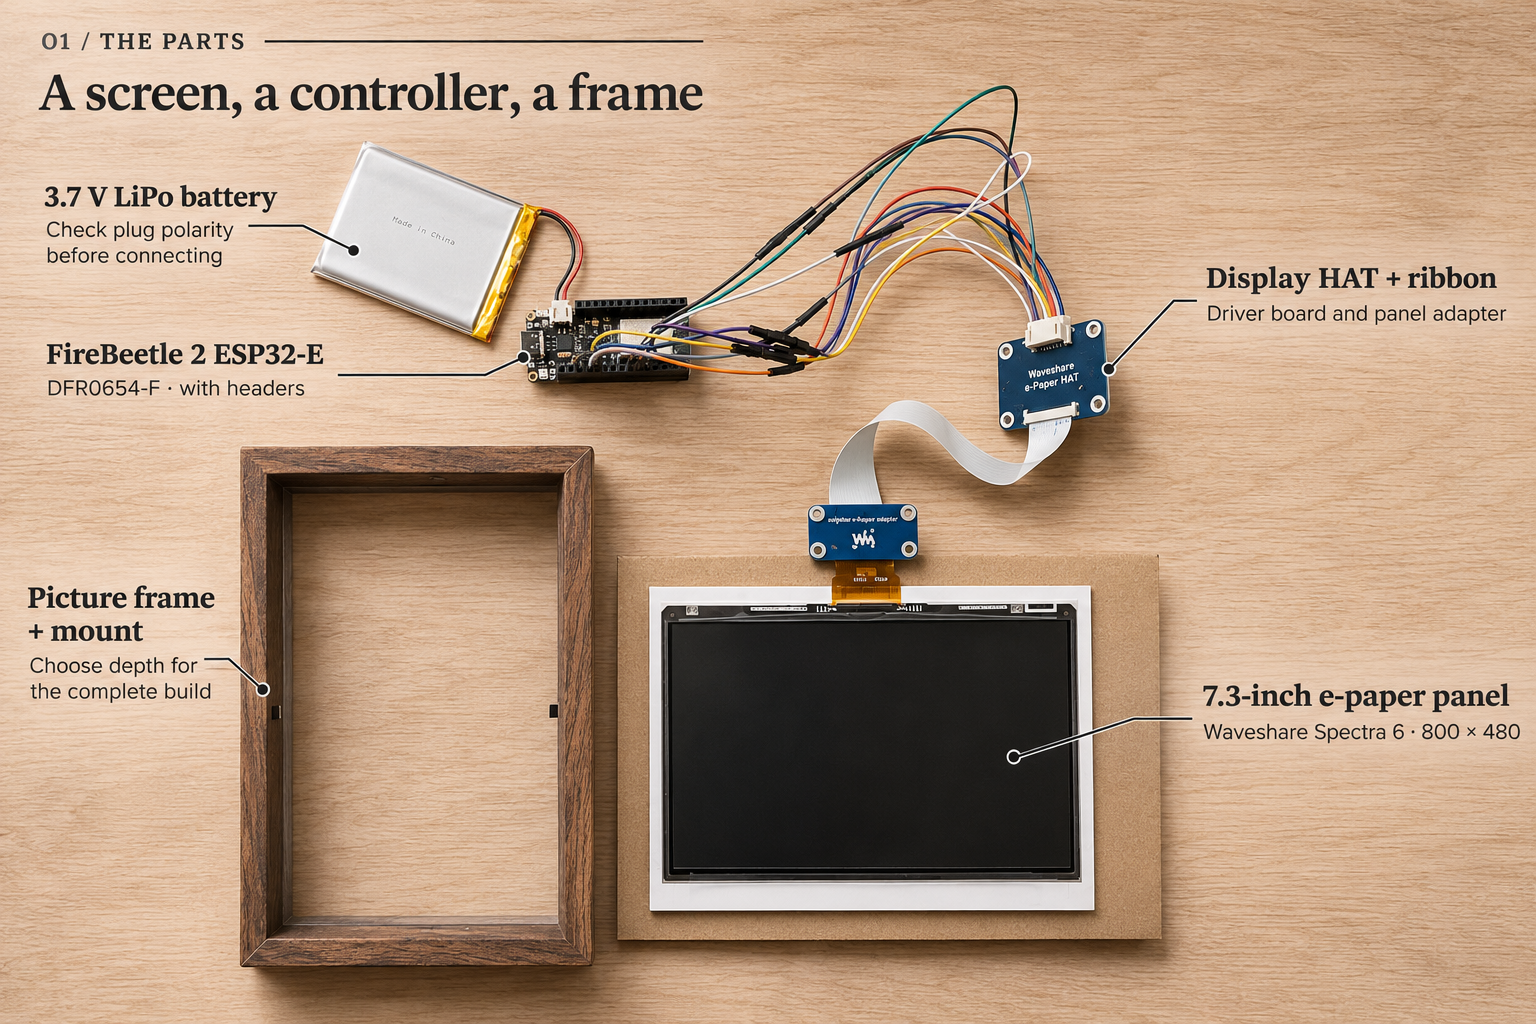 01 / THE PARTS
A screen, a controller, a frame
3.7 V LiPo battery
Check plug polarity
before connecting
Made in China
FireBeetle 2 ESP32-E
DFR0654-F · with headers
Display HAT + ribbon
Driver board and panel adapter
Waveshare
e-Paper HAT
Picture frame
+ mount
Choose depth for
the complete build
7.3-inch e-paper panel
Waveshare Spectra 6 · 800 × 480